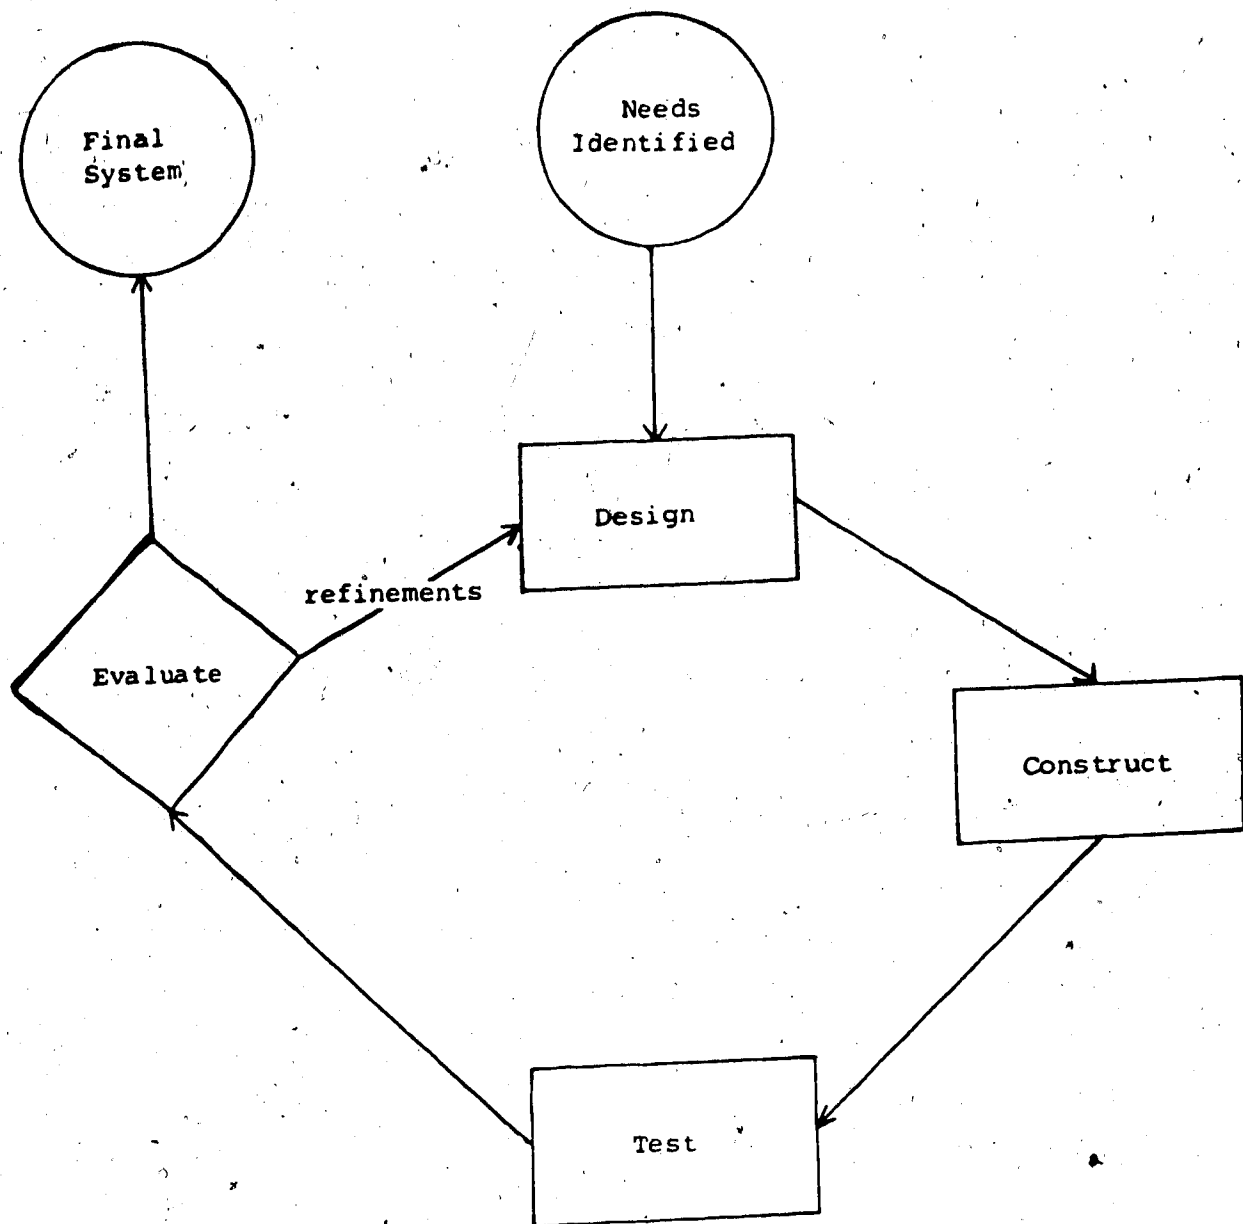 Final
System
Needs
Identified
Design
refinements
Evaluate
Construct
Test